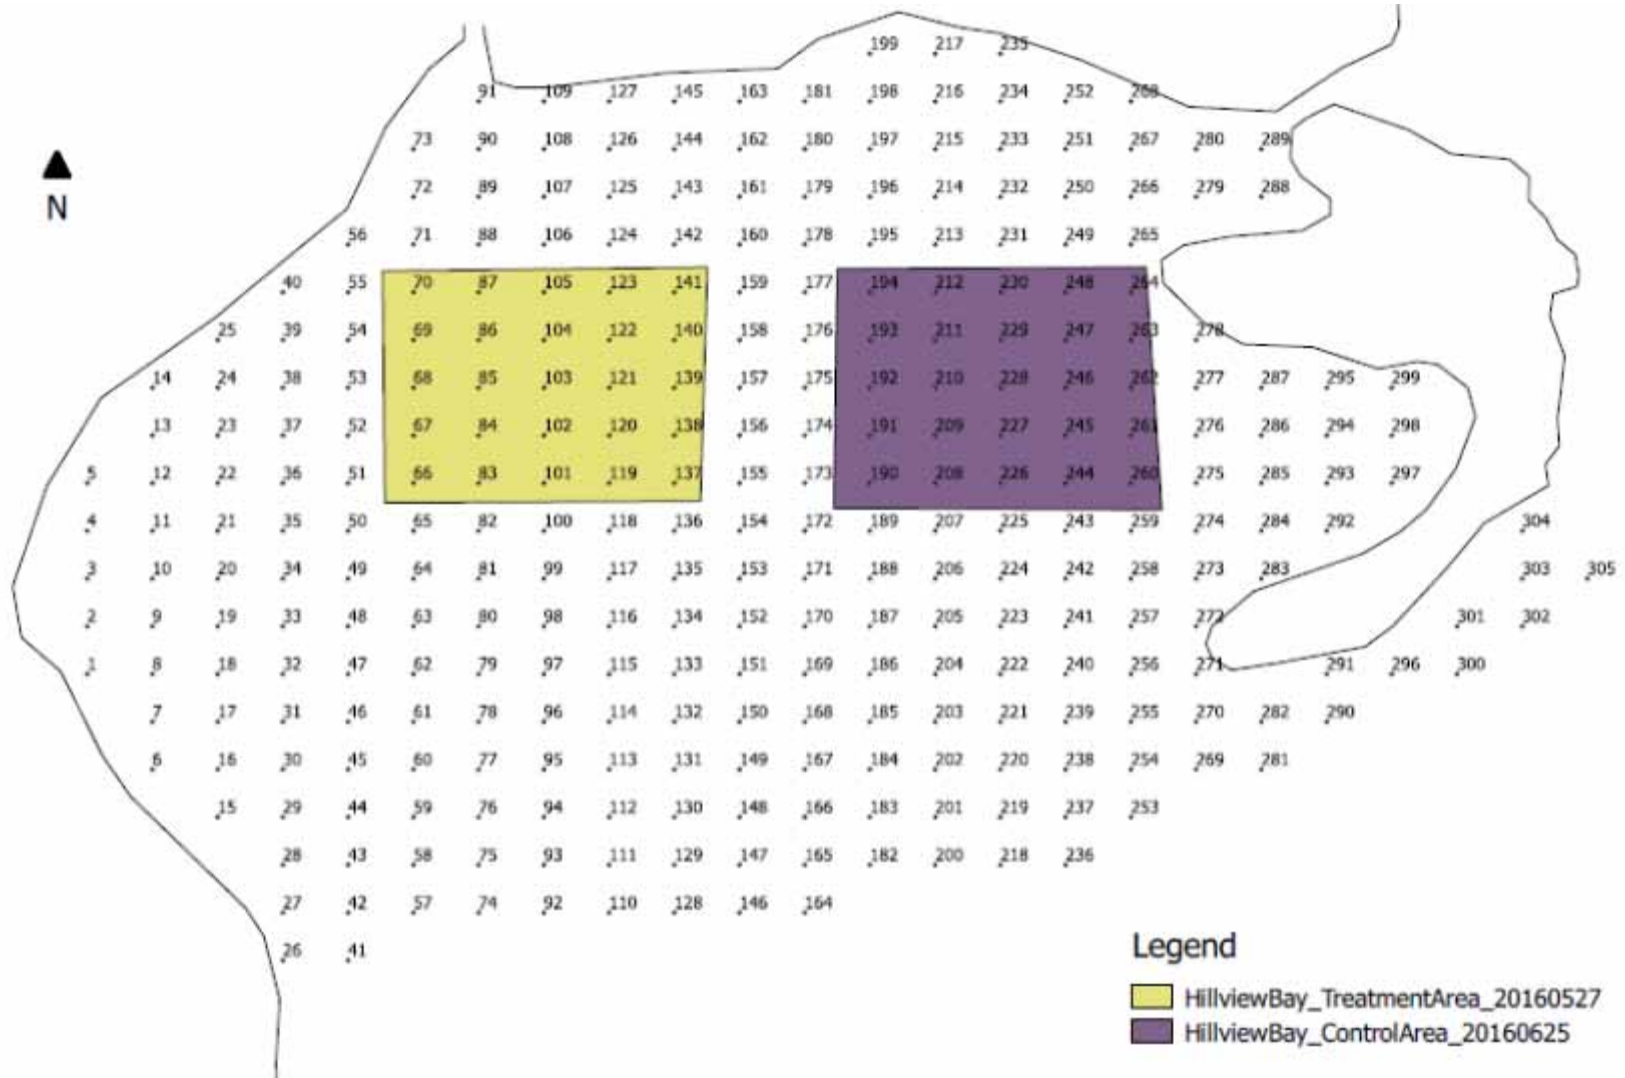 199 217 235
91 109 127 145 163 181 198 216 234 252 268
73 90 108 126 144 162 180 197 215 233 251 267 280 289
N
72 89 107 125 143 161 179 196 214 232 250 266 279 288
56 71 88 106 124 142 160 178 195 213 231 249 265
40 55 70 87 105 123 141 159 177 194 212 230 248 264
25 39 54 69 86 104 122 140 158 176 193 211 229 247 263 278
14 24 38 53 68 85 103 121 139 157 175 192 210 228 246 262 277 287 295 299
13 23 37 52 67 84 102 120 138 156 174 191 209 227 245 261 276 286 294 298
5 12 22 36 51 66 83 101 119 137 155 173 190 208 226 244 260 275 285 293 297
4 11 21 35 50 65 82 100 118 136 154 172 189 207 225 243 259 274 284 292 304
3 10 20 34 49 64 81 99 117 135 153 171 188 206 224 242 258 273 283 303 305
2 9 19 33 48 63 80 98 116 134 152 170 187 205 223 241 257 272 301 302
1 8 18 32 47 62 79 97 115 133 151 169 186 204 222 240 256 271 291 296 300
7 17 31 46 61 78 96 114 132 150 168 185 203 221 239 255 270 282 290
6 16 30 45 60 77 95 113 131 149 167 184 202 220 238 254 269 281
15 29 44 59 76 94 112 130 148 166 183 201 219 237 253
28 43 58 75 93 111 129 147 165 182 200 218 236
27 42 57 74 92 110 128 146 164
26 41
Legend
HillviewBay_TreatmentArea_20160527
HillviewBay_ControlArea_20160625